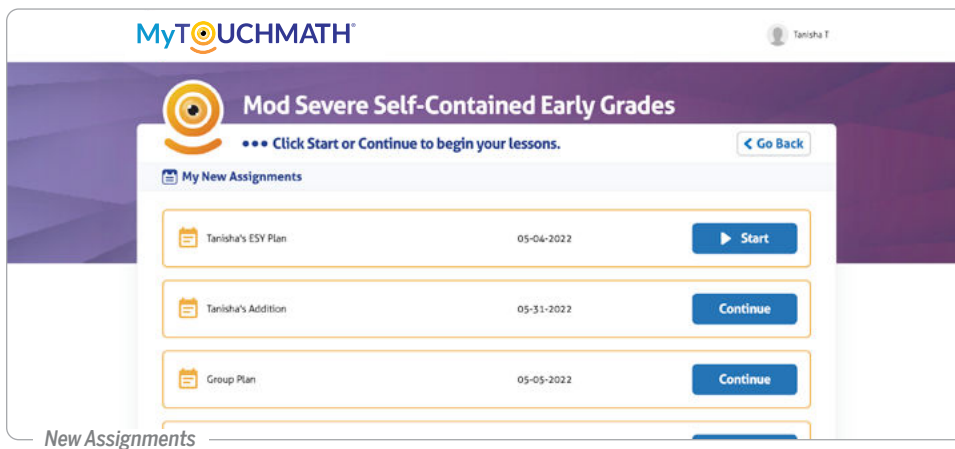 MyTOUCHMATH®
Tanisha T
Mod Severe Self-Contained Early Grades
••• Click Start or Continue to begin your lessons.
Go Back
My New Assignments
Tanisha's ESY Plan 05-04-2022 Start
Tanisha's Addition 05-31-2022 Continue
Group Plan 05-05-2022 Continue
New Assignments